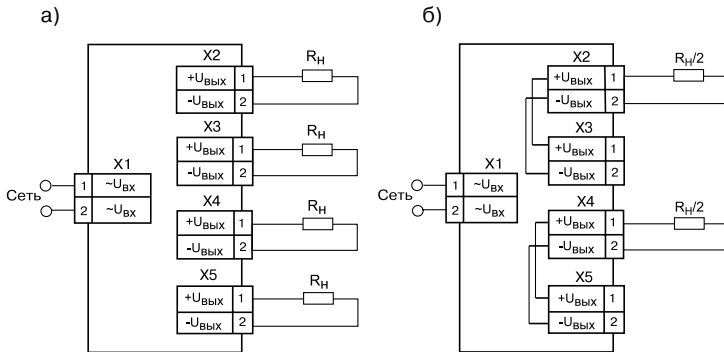 а)
X2
+Uвых 1
-Uвых 2
Rн
X3
+Uвых 1
-Uвых 2
Rн
X1
Сеть
1 ~Uвх
2 ~Uвх
X4
+Uвых 1
-Uвых 2
Rн
X5
+Uвых 1
-Uвых 2
Rн
б)
X2
+Uвых 1
-Uвых 2
Rн/2
X3
+Uвых 1
-Uвых 2
X1
Сеть
1 ~Uвх
2 ~Uвх
X4
+Uвых 1
-Uвых 2
Rн/2
X5
+Uвых 1
-Uвых 2